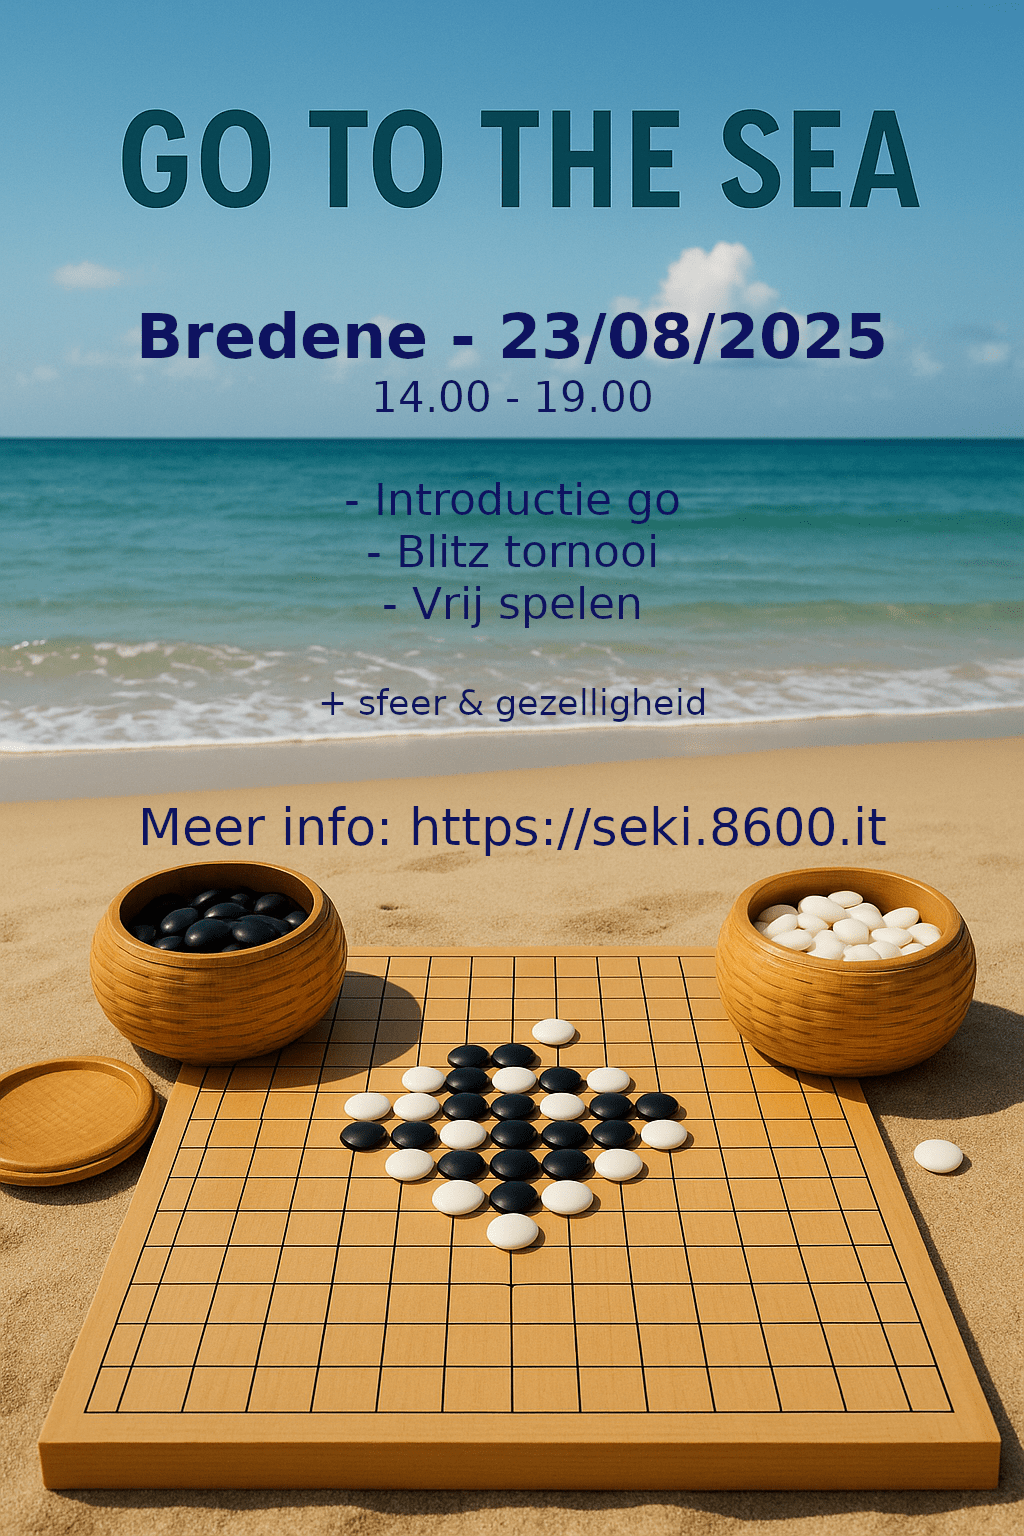 GO TO THE SEA
Bredene - 23/08/2025
14.00 - 19.00
- Introductie go
- Blitz tornooi
- Vrij spelen
+ sfeer & gezelligheid
Meer info: https://seki.8600.it